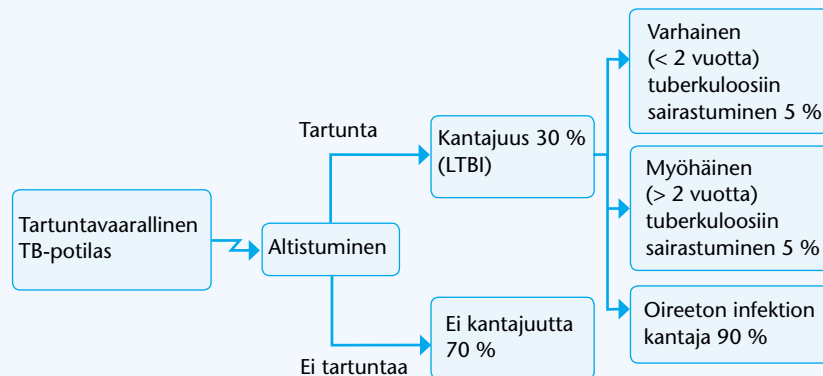 Tartuntavaarallinen
TB-potilas
Altistuminen
Tartunta
Ei tartuntaa
Kantajuus 30 %
(LTBI)
Ei kantajuutta
70 %
Varhainen
(< 2 vuotta)
tuberkuloosiin
sairastuminen 5 %
Myöhäinen
(> 2 vuotta)
tuberkuloosiin
sairastuminen 5 %
Oireeton infektion
kantaja 90 %